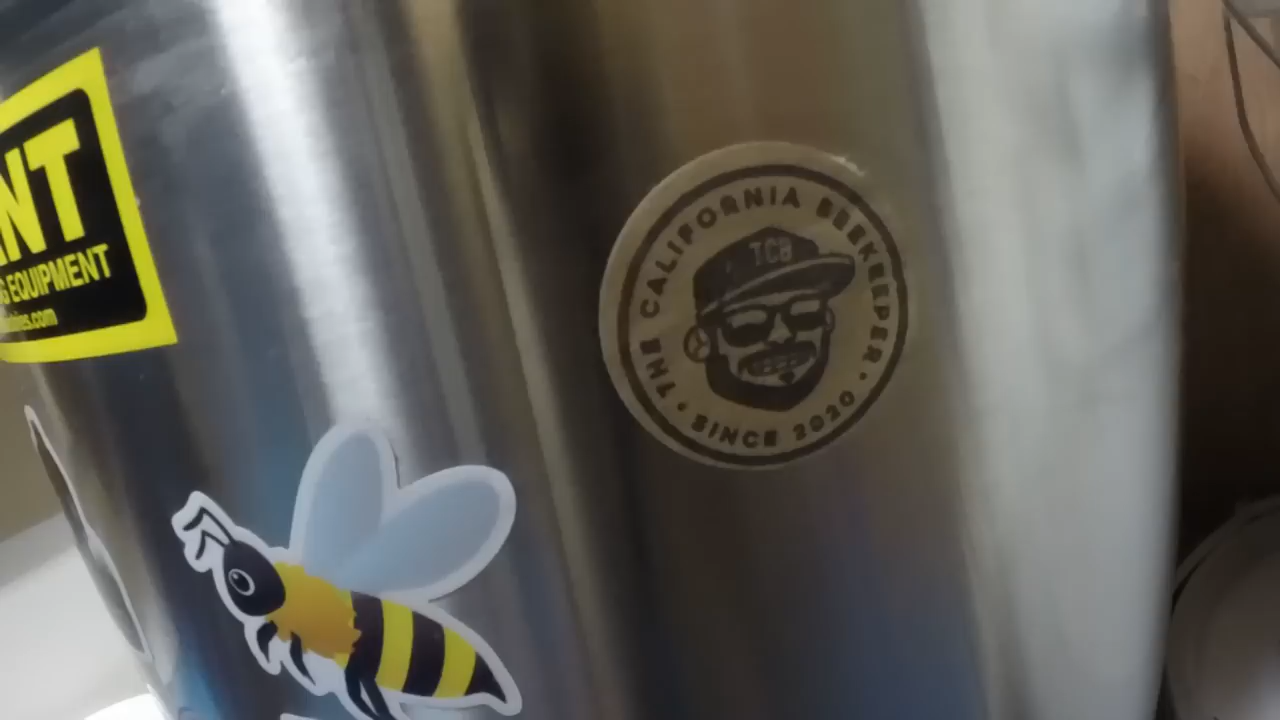 NT
EQUIPMENT
THE CALIFORNIA BEEKEEPER
TCB
• SINCE 2020 •